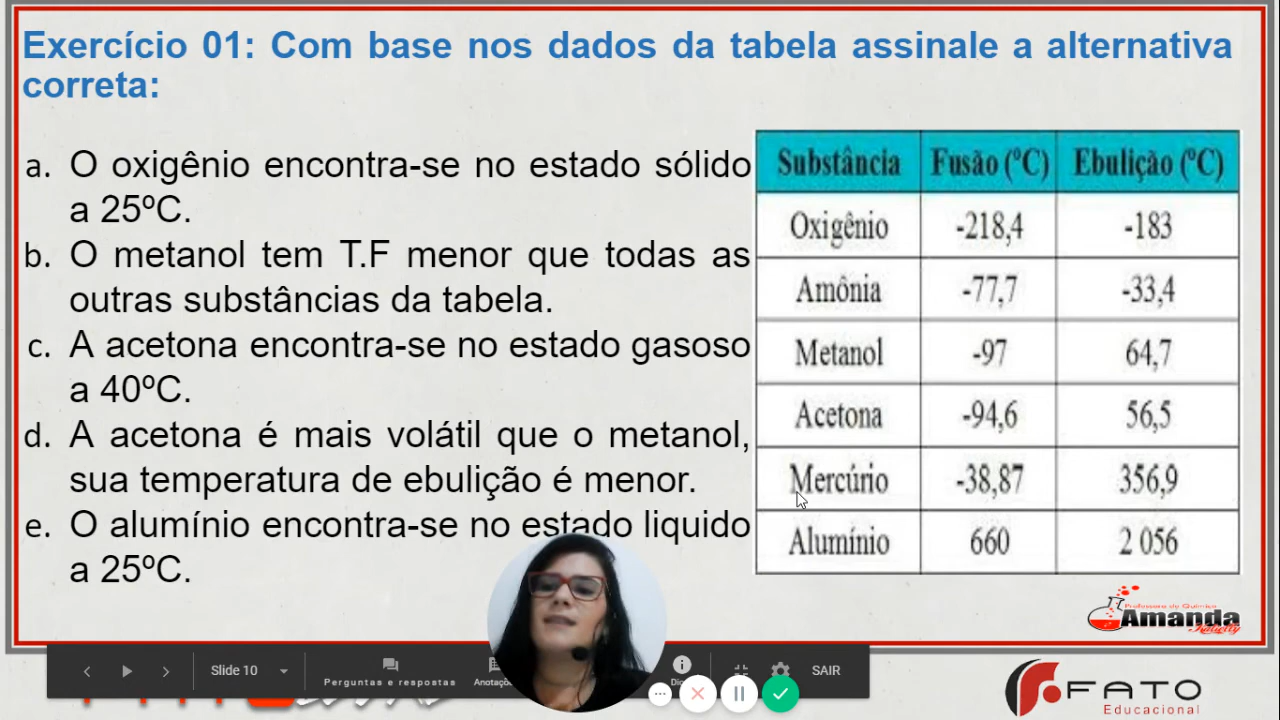 Exercício 01: Com base nos dados da tabela assinale a alternativa
correta:
a. O oxigênio encontra-se no estado sólido
a 25ºC.
b. O metanol tem T.F menor que todas as
outras substâncias da tabela.
c. A acetona encontra-se no estado gasoso
a 40ºC.
d. A acetona é mais volátil que o metanol,
sua temperatura de ebulição é menor.
e. O alumínio encontra-se no estado liquido
a 25ºC.
Substância Fusão (ºC) Ebulição (ºC)
Oxigênio -218,4 -183
Amônia -77,7 -33,4
Metanol -97 64,7
Acetona -94,6 56,5
Mercúrio -38,87 356,9
Alumínio 660 2 056
Professora de Química
Amanda
Slide 10
Perguntas e respostas
SAIR
FATO
Educacional